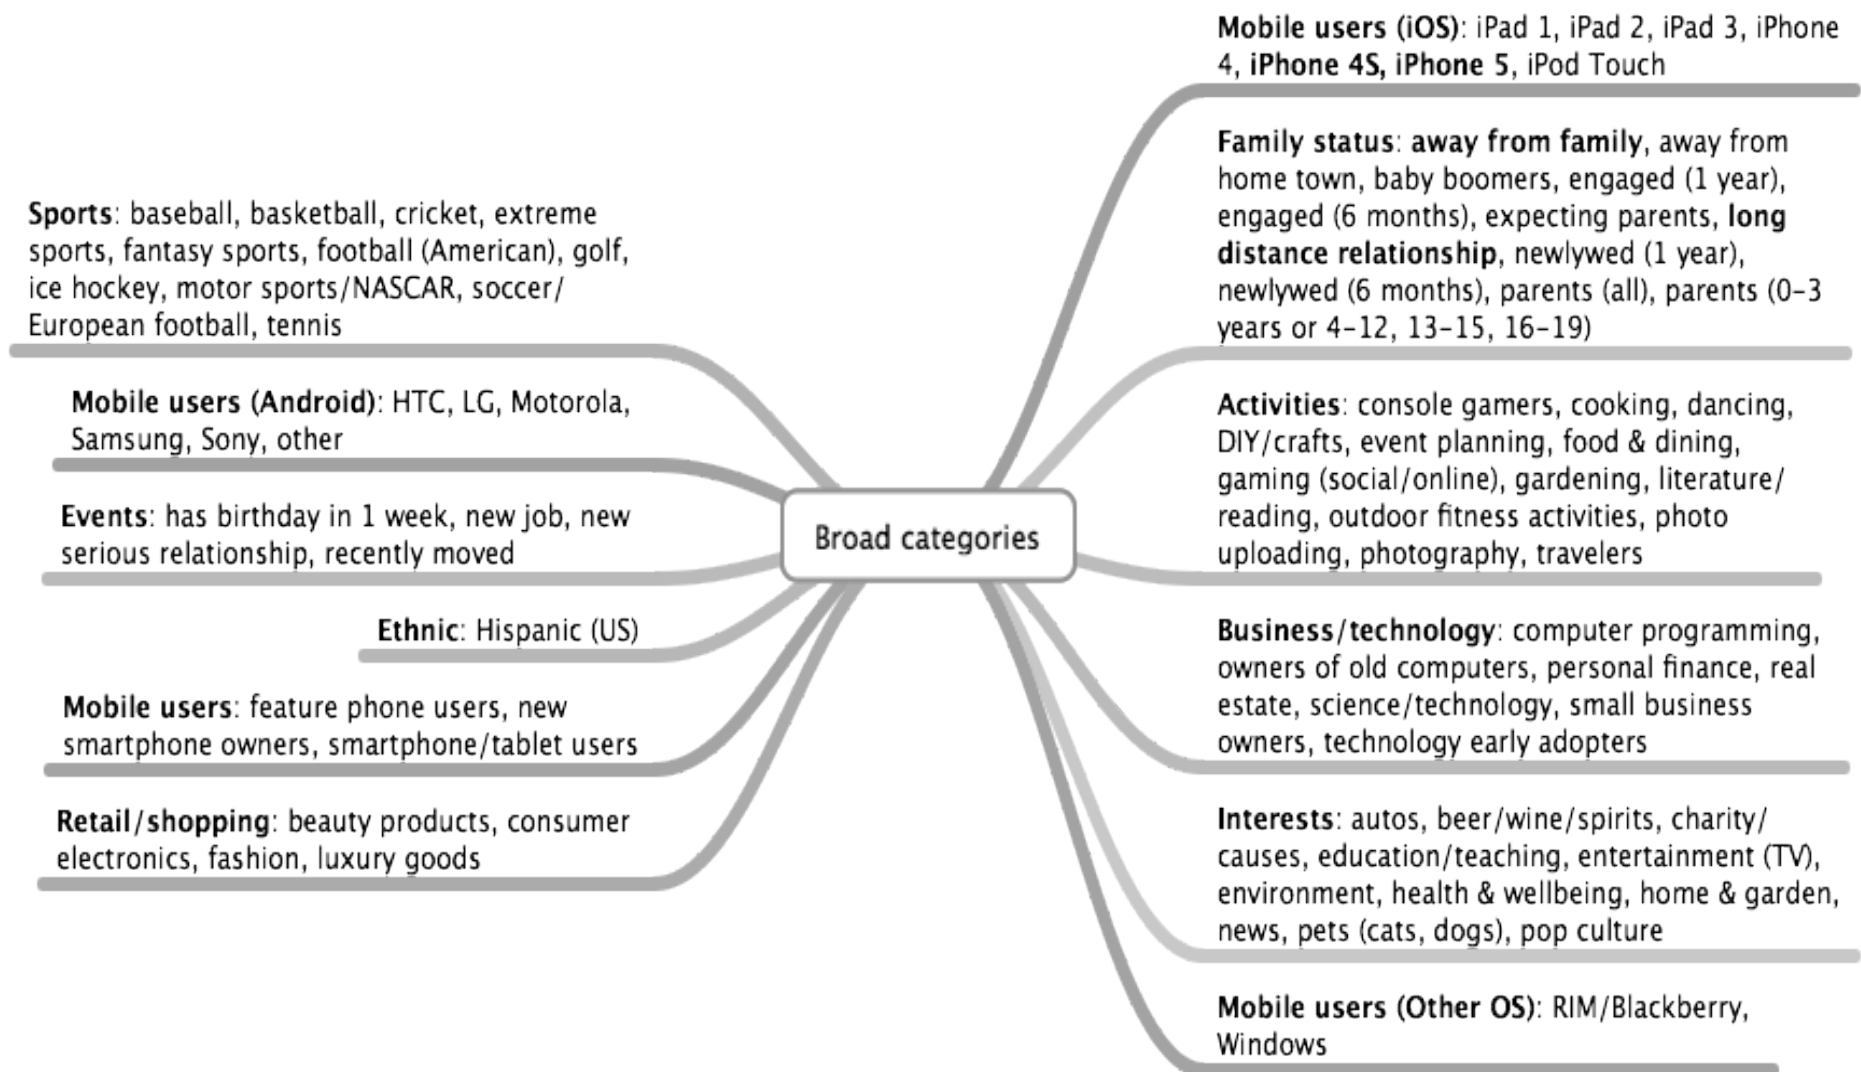 Mobile users (iOS): iPad 1, iPad 2, iPad 3, iPhone
4, iPhone 4S, iPhone 5, iPod Touch
Family status: away from family, away from
home town, baby boomers, engaged (1 year),
engaged (6 months), expecting parents, long
distance relationship, newlywed (1 year),
newlywed (6 months), parents (all), parents (0–3
years or 4–12, 13–15, 16–19)
Activities: console gamers, cooking, dancing,
DIY/crafts, event planning, food & dining,
gaming (social/online), gardening, literature/
reading, outdoor fitness activities, photo
uploading, photography, travelers
Business/technology: computer programming,
owners of old computers, personal finance, real
estate, science/technology, small business
owners, technology early adopters
Interests: autos, beer/wine/spirits, charity/
causes, education/teaching, entertainment (TV),
environment, health & wellbeing, home & garden,
news, pets (cats, dogs), pop culture
Mobile users (Other OS): RIM/Blackberry,
Windows
Broad categories
Sports: baseball, basketball, cricket, extreme
sports, fantasy sports, football (American), golf,
ice hockey, motor sports/NASCAR, soccer/
European football, tennis
Mobile users (Android): HTC, LG, Motorola,
Samsung, Sony, other
Events: has birthday in 1 week, new job, new
serious relationship, recently moved
Ethnic: Hispanic (US)
Mobile users: feature phone users, new
smartphone owners, smartphone/tablet users
Retail/shopping: beauty products, consumer
electronics, fashion, luxury goods